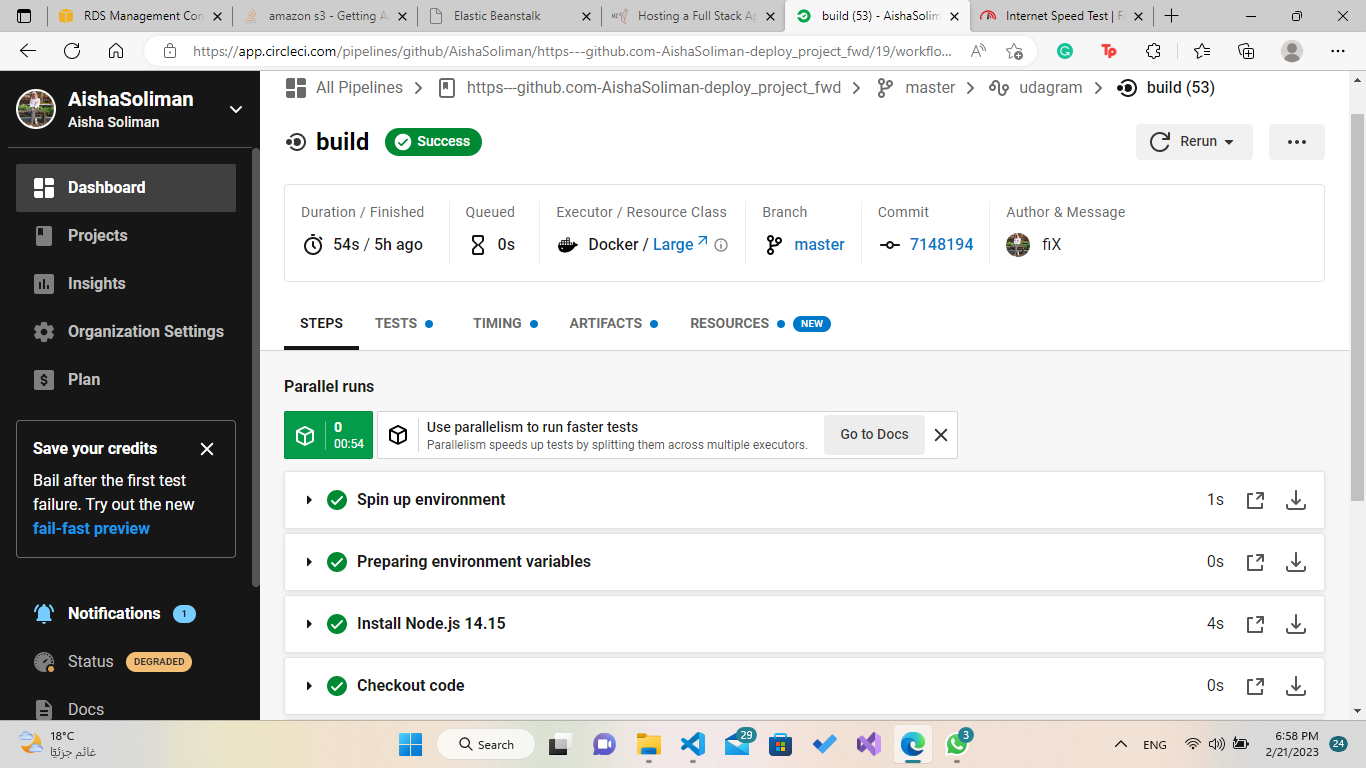 RDS Management Con
amazon s3 - Getting A
Elastic Beanstalk
Hosting a Full Stack Ap
build (53) - AishaSolim
Internet Speed Test | F
https://app.circleci.com/pipelines/github/AishaSoliman/https---github.com-AishaSoliman-deploy_project_fwd/19/workflo...
AishaSoliman
Aisha Soliman
Dashboard
Projects
Insights
Organization Settings
Plan
Save your credits
Bail after the first test
failure. Try out the new
fail-fast preview
Notifications 1
Status DEGRADED
Docs
All Pipelines
https---github.com-AishaSoliman-deploy_project_fwd
master
udagram
build (53)
build Success
Rerun
Duration / Finished
54s / 5h ago
Queued
0s
Executor / Resource Class
Docker / Large
Branch
master
Commit
7148194
Author & Message
fiX
STEPS TESTS TIMING ARTIFACTS RESOURCES NEW
Parallel runs
0
00:54
Use parallelism to run faster tests
Parallelism speeds up tests by splitting them across multiple executors.
Go to Docs
Spin up environment 1s
Preparing environment variables 0s
Install Node.js 14.15 4s
Checkout code 0s
18°C
غائم جزئيًا
Search
29
3
ENG
6:58 PM
2/21/2023
24